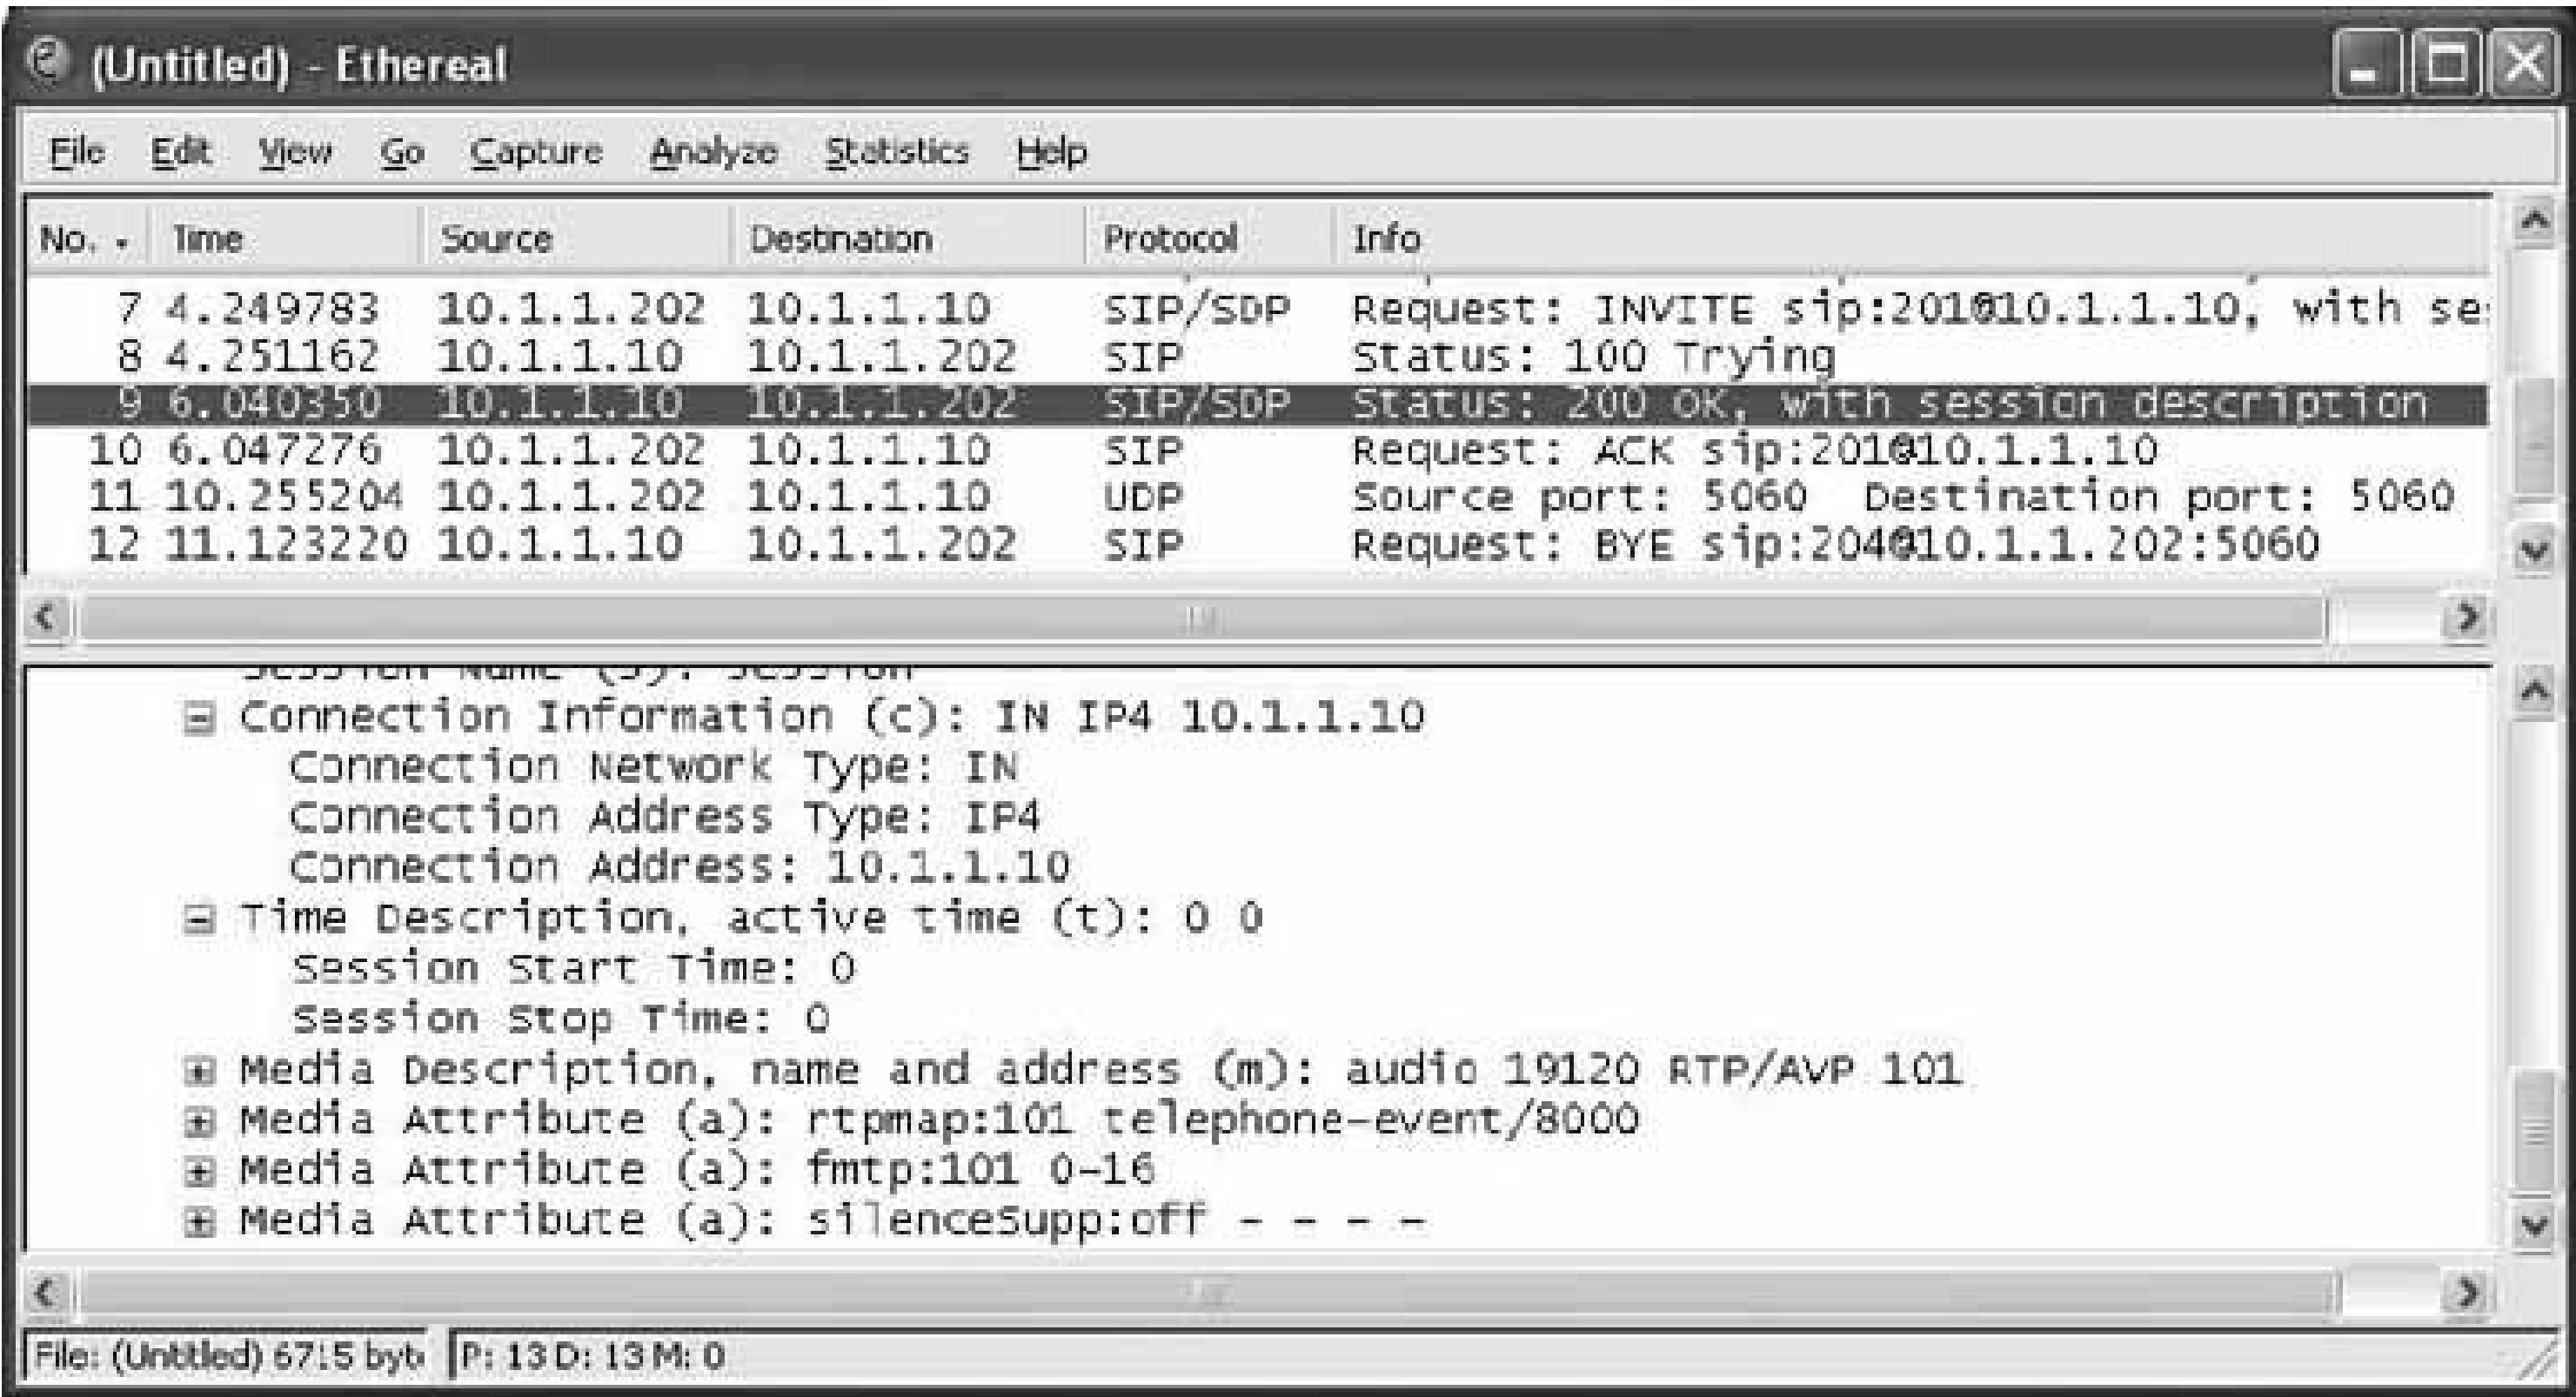 (Untitled) - Ethereal
File Edit View Go Capture Analyze Statistics Help
No. Time Source Destination Protocol Info
7 4.249783 10.1.1.202 10.1.1.10 SIP/SDP Request: INVITE sip:201@10.1.1.10, with se
8 4.251162 10.1.1.10 10.1.1.202 SIP Status: 100 Trying
9 6.040350 10.1.1.10 10.1.1.202 SIP/SDP Status: 200 OK, with session description
10 6.047276 10.1.1.202 10.1.1.10 SIP Request: ACK sip:201@10.1.1.10
11 10.255204 10.1.1.202 10.1.1.10 UDP Source port: 5060 Destination port: 5060
12 11.123220 10.1.1.10 10.1.1.202 SIP Request: BYE sip:204@10.1.1.202:5060
Session Name (s): session
Connection Information (c): IN IP4 10.1.1.10
Connection Network Type: IN
Connection Address Type: IP4
Connection Address: 10.1.1.10
Time Description, active time (t): 0 0
Session Start Time: 0
Session Stop Time: 0
Media Description, name and address (m): audio 19120 RTP/AVP 101
Media Attribute (a): rtpmap:101 telephone-event/8000
Media Attribute (a): fmtp:101 0-16
Media Attribute (a): silenceSupp:off - - - -
File: (Untitled) 6715 byt P: 13 D: 13 M: 0